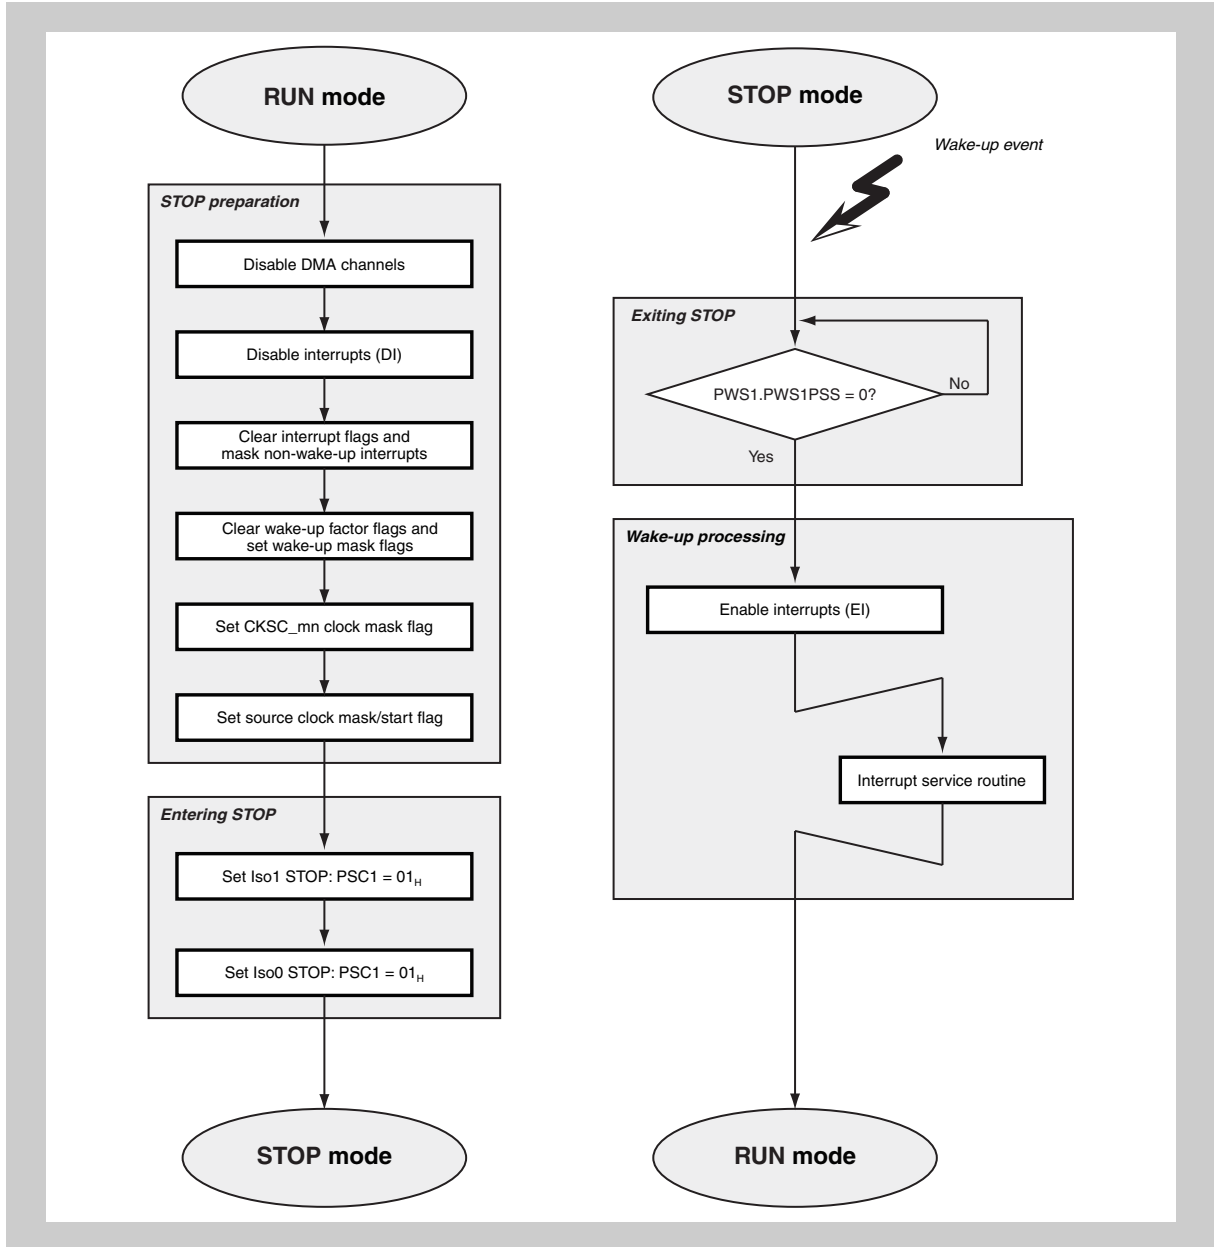 RUN mode
STOP preparation
Disable DMA channels
Disable interrupts (DI)
Clear interrupt flags and
mask non-wake-up interrupts
Clear wake-up factor flags and
set wake-up mask flags
Set CKSC_mn clock mask flag
Set source clock mask/start flag
Entering STOP
Set Iso1 STOP: PSC1 = 01H
Set Iso0 STOP: PSC1 = 01H
STOP mode
STOP mode
Wake-up event
Exiting STOP
PWS1.PWS1PSS = 0?
No
Yes
Wake-up processing
Enable interrupts (EI)
Interrupt service routine
RUN mode